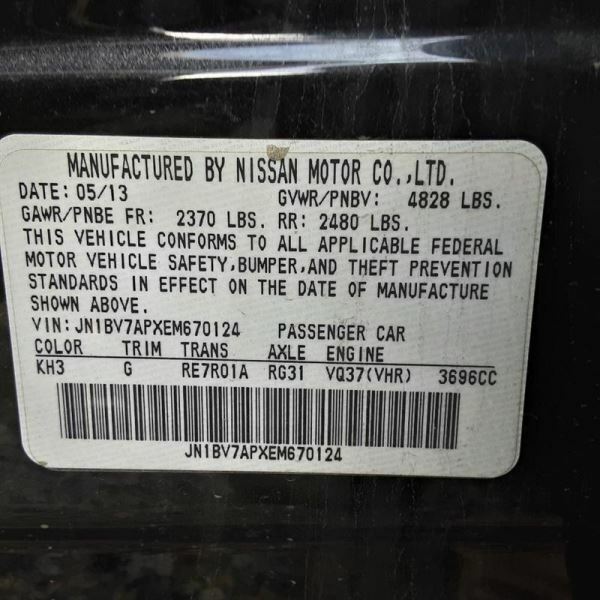 MANUFACTURED BY NISSAN MOTOR CO.,LTD.
DATE: 05/13 GVWR/PNBV: 4828 LBS.
GAWR/PNBE FR: 2370 LBS. RR: 2480 LBS.
THIS VEHICLE CONFORMS TO ALL APPLICABLE FEDERAL
MOTOR VEHICLE SAFETY,BUMPER,AND THEFT PREVENTION
STANDARDS IN EFFECT ON THE DATE OF MANUFACTURE
SHOWN ABOVE.
VIN:JN1BV7APXEM670124 PASSENGER CAR
COLOR TRIM TRANS AXLE ENGINE
KH3 G RE7R01A RG31 VQ37(VHR) 3696CC
JN1BV7APXEM670124